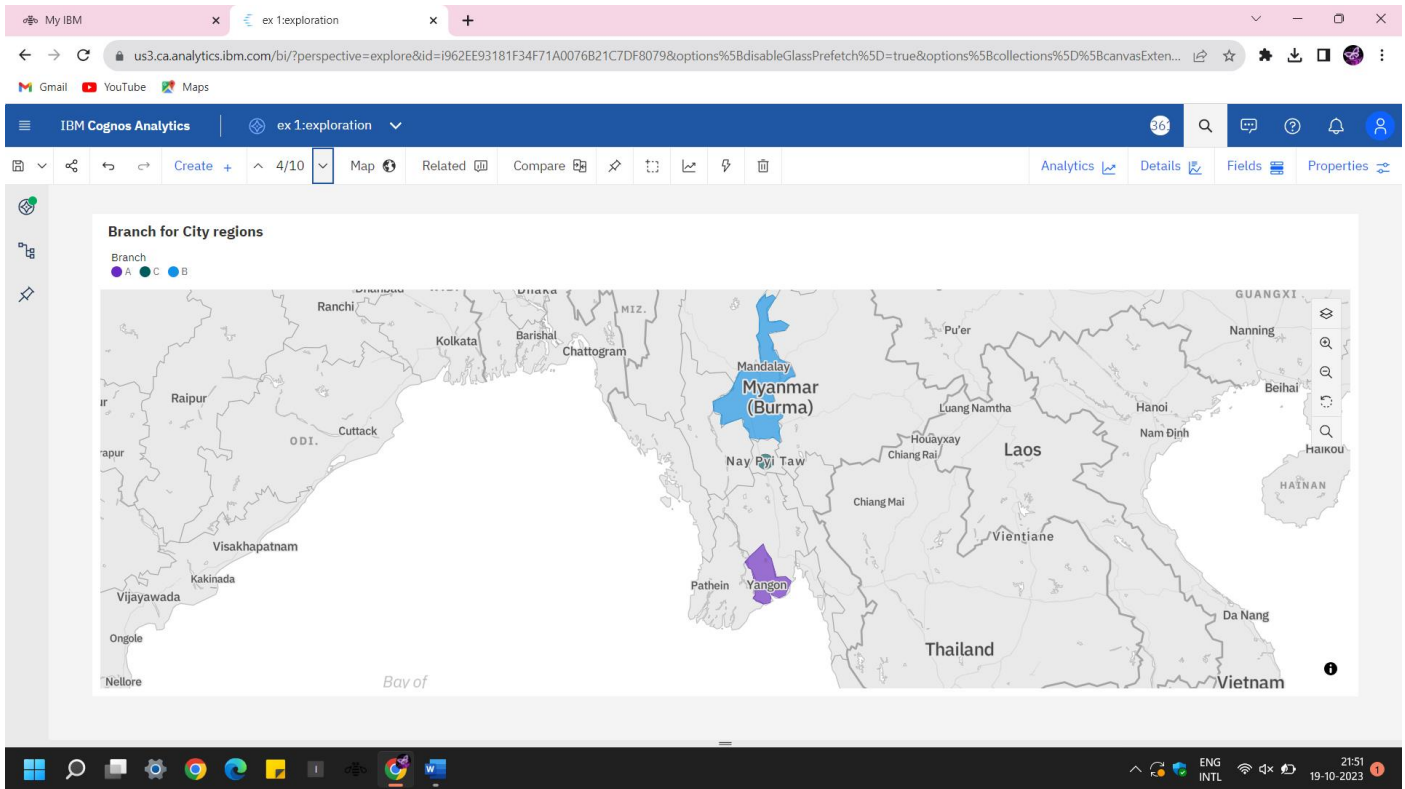 My IBM
ex 1:exploration
us3.ca.analytics.ibm.com/bi/?perspective=explore&id=i962EE93181F34F71A0076B21C7DF8079&options%5BdisableGlassPrefetch%5D=true&options%5Bcollections%5D%5BcanvasExten...
Gmail YouTube Maps
IBM Cognos Analytics ex 1:exploration
Create + 4/10 Map Related Compare Analytics Details Fields Properties
Branch for City regions
Branch
A C B
GUANGXI
Ranchi MIZ.
Pu'er Nanning
Kolkata Barishal
Chattogram
Mandalay
Myanmar
(Burma)
Beihai
Raipur Luang Namtha Hanoi
ODI. Cuttack Nam Định
Houayxay
Chiang Rai Laos Haikou
Nay Pyi Taw
HAINAN
Chiang Mai
Vientiane
Visakhapatnam
Kakinada
Pathein Yangon
Vijayawada
Da Nang
Ongole
Thailand
Nellore Bay of Vietnam
ENG
INTL
21:51
19-10-2023
1